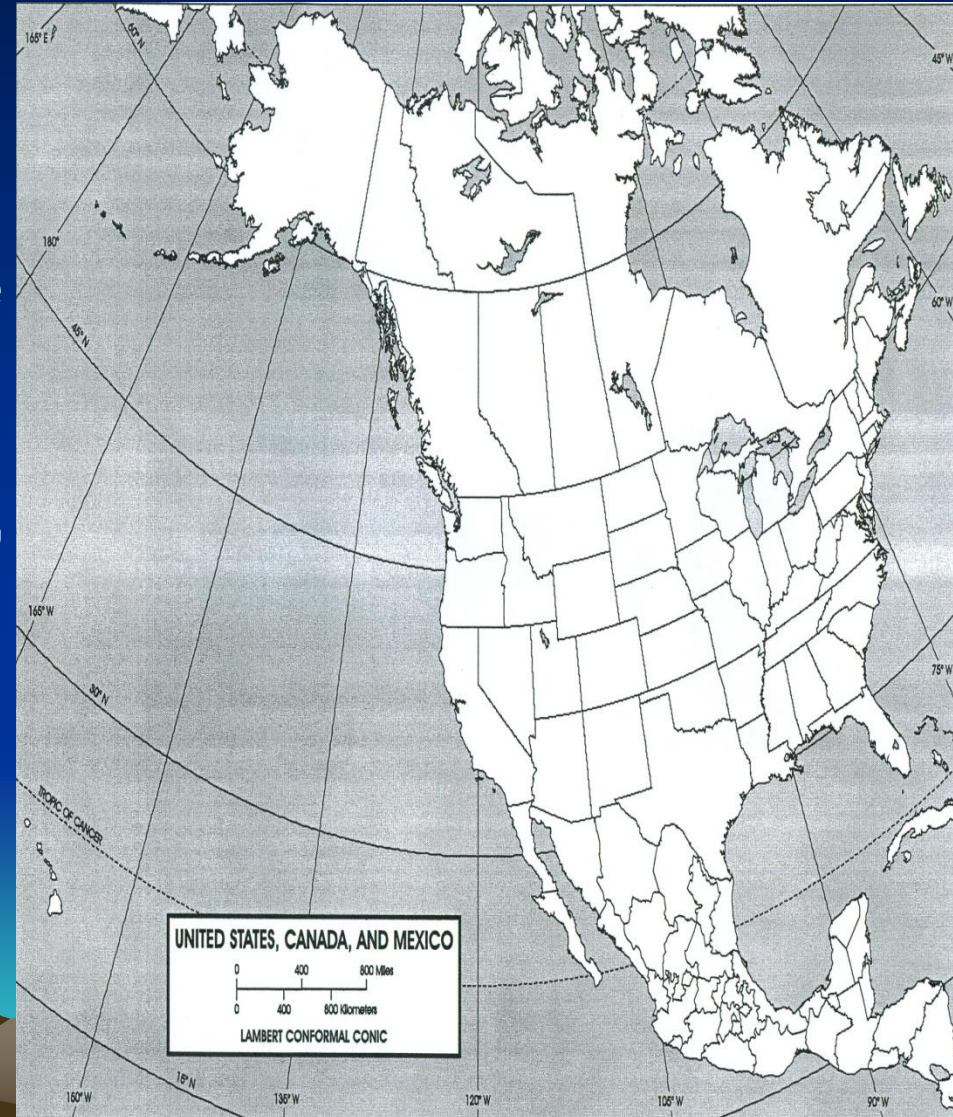 165° E
60° N
45° W
180°
60° W
45° N
165° W
75° W
30° N
TROPIC OF CANCER
UNITED STATES, CANADA, AND MEXICO
0 400 800 Miles
0 400 800 Kilometers
LAMBERT CONFORMAL CONIC
15° N
150° W
135° W
120° W
105° W
90° W